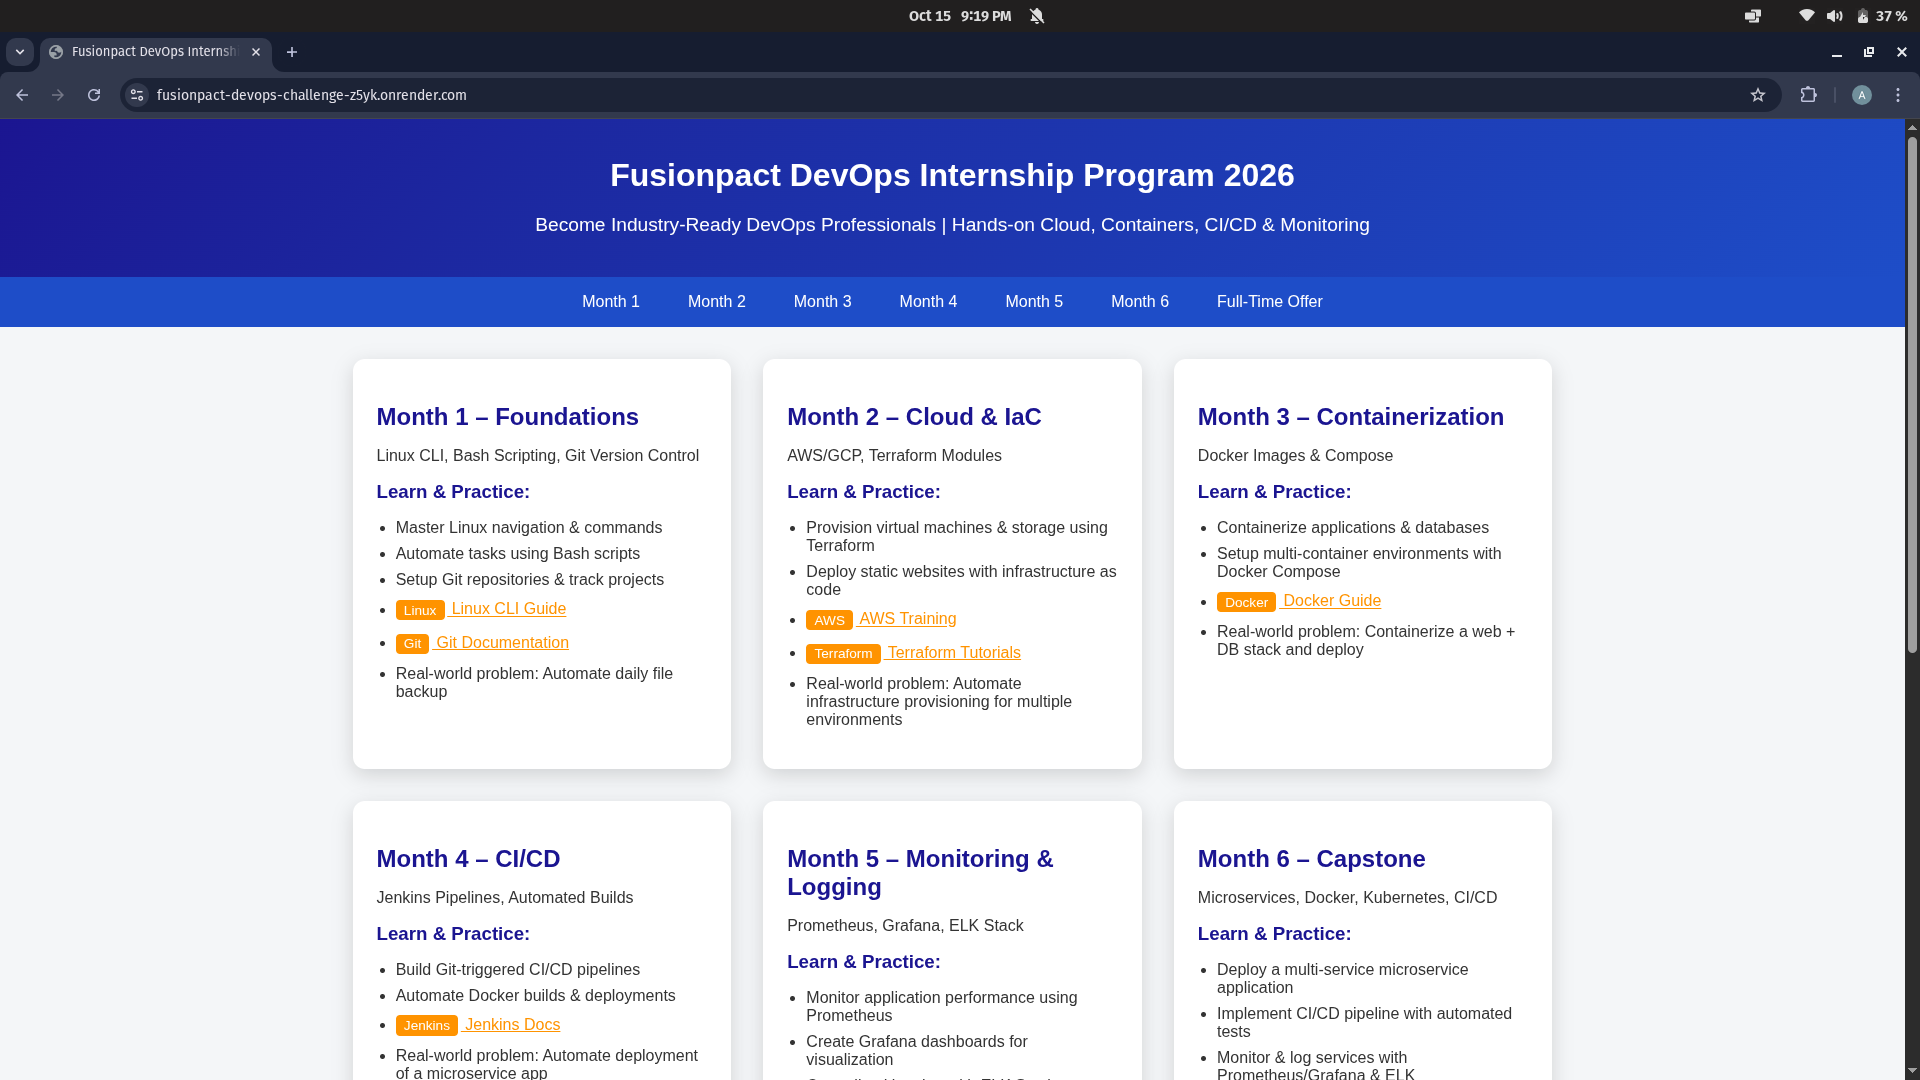 Oct 15 9:19 PM
37 %
Fusionpact DevOps Internsh
fusionpact-devops-challenge-z5yk.onrender.com
A
Fusionpact DevOps Internship Program 2026
Become Industry-Ready DevOps Professionals | Hands-on Cloud, Containers, CI/CD & Monitoring
Month 1 Month 2 Month 3 Month 4 Month 5 Month 6 Full-Time Offer
Month 1 – Foundations
Linux CLI, Bash Scripting, Git Version Control
Learn & Practice:
• Master Linux navigation & commands
• Automate tasks using Bash scripts
• Setup Git repositories & track projects
• Linux Linux CLI Guide
• Git Git Documentation
• Real-world problem: Automate daily file
backup
Month 2 – Cloud & IaC
AWS/GCP, Terraform Modules
Learn & Practice:
• Provision virtual machines & storage using
Terraform
• Deploy static websites with infrastructure as
code
• AWS AWS Training
• Terraform Terraform Tutorials
• Real-world problem: Automate
infrastructure provisioning for multiple
environments
Month 3 – Containerization
Docker Images & Compose
Learn & Practice:
• Containerize applications & databases
• Setup multi-container environments with
Docker Compose
• Docker Docker Guide
• Real-world problem: Containerize a web +
DB stack and deploy
Month 4 – CI/CD
Jenkins Pipelines, Automated Builds
Learn & Practice:
• Build Git-triggered CI/CD pipelines
• Automate Docker builds & deployments
• Jenkins Jenkins Docs
• Real-world problem: Automate deployment
of a microservice app
Month 5 – Monitoring &
Logging
Prometheus, Grafana, ELK Stack
Learn & Practice:
• Monitor application performance using
Prometheus
• Create Grafana dashboards for
visualization
Month 6 – Capstone
Microservices, Docker, Kubernetes, CI/CD
Learn & Practice:
• Deploy a multi-service microservice
application
• Implement CI/CD pipeline with automated
tests
• Monitor & log services with
Prometheus/Grafana & ELK